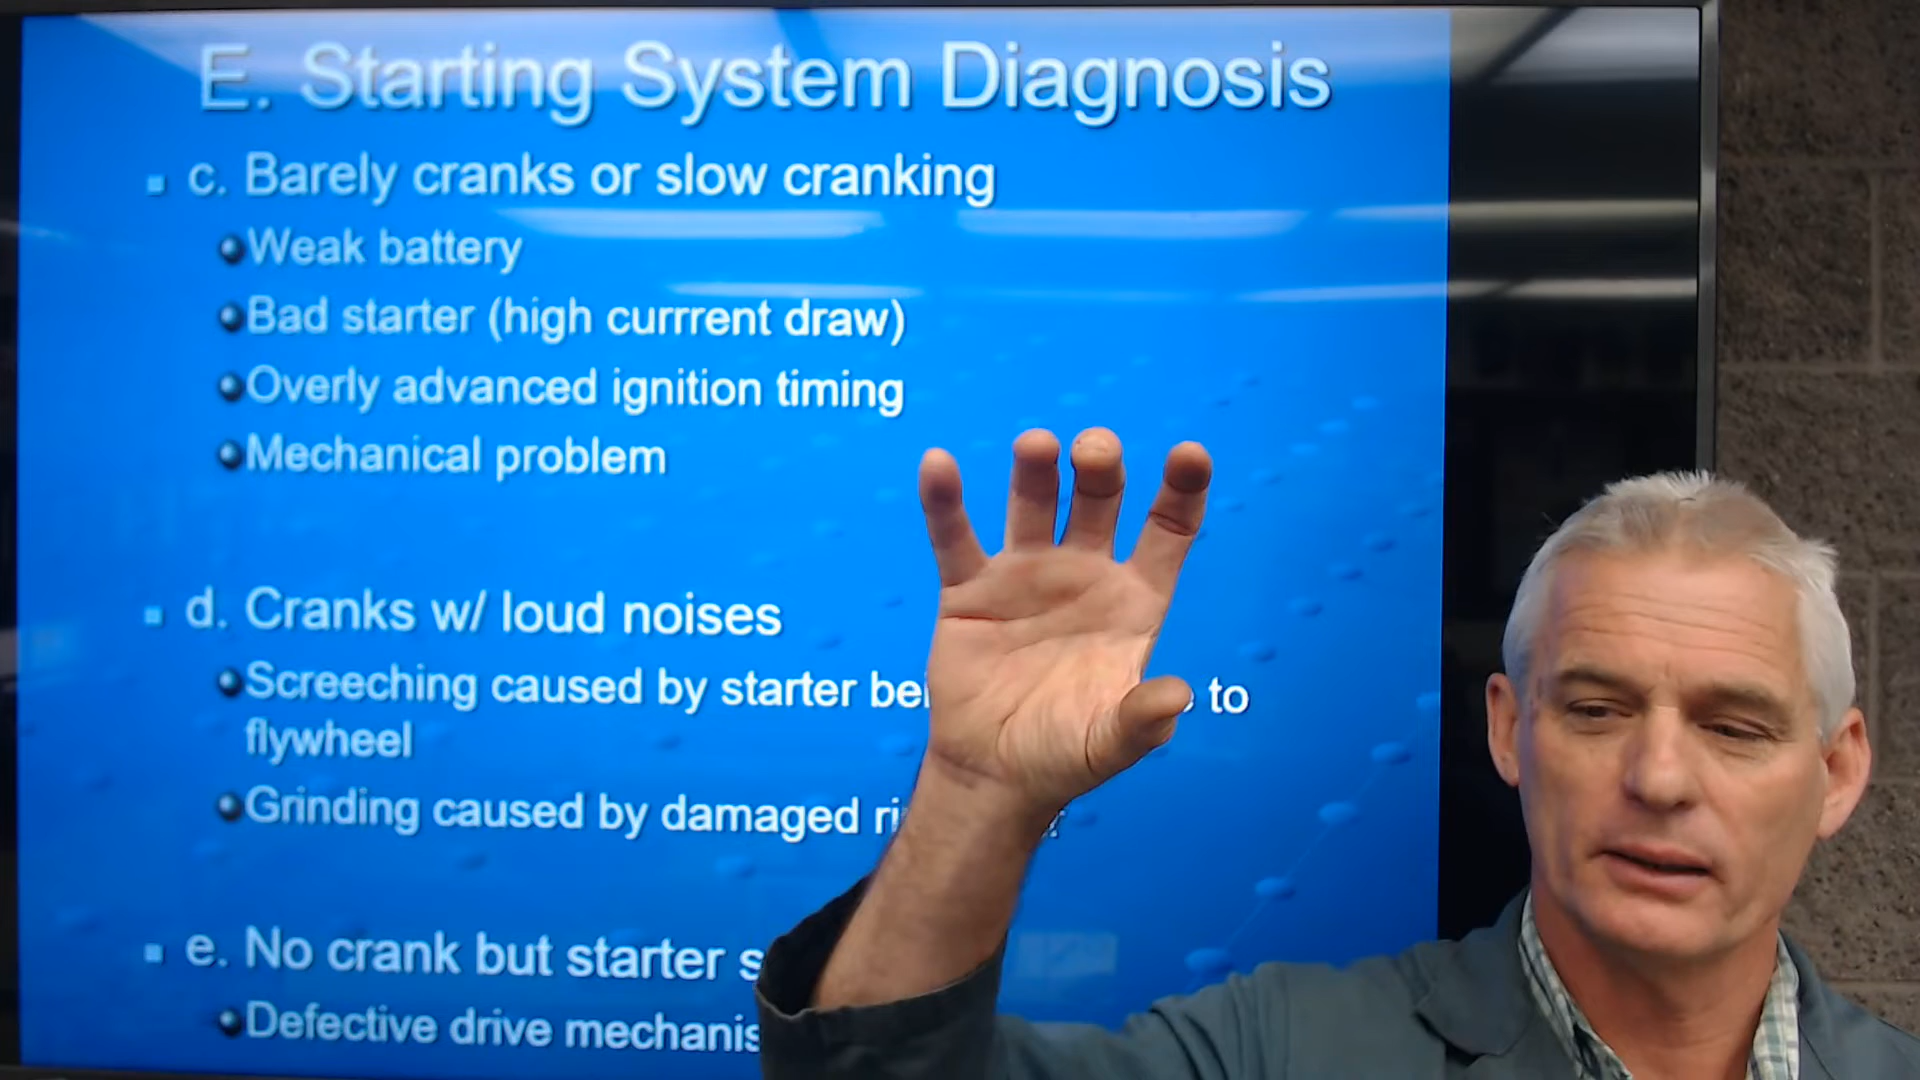 E. Starting System Diagnosis
c. Barely cranks or slow cranking
Weak battery
Bad starter (high currrent draw)
Overly advanced ignition timing
Mechanical problem
d. Cranks w/ loud noises
Screeching caused by starter to
flywheel
Grinding caused by damaged
e. No crank but starter
Defective drive